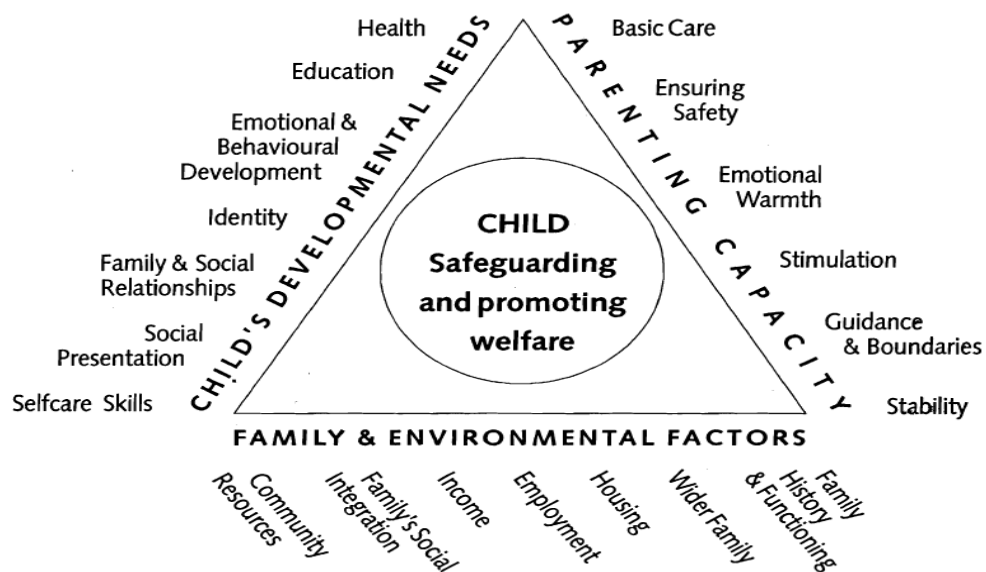 Health
Education
Emotional &
Behavioural
Development
Identity
Family & Social
Relationships
Social
Presentation
Selfcare Skills
CHILD'S DEVELOPMENTAL NEEDS
CHILD
Safeguarding
and promoting
welfare
PARENTING CAPACITY
Basic Care
Ensuring
Safety
Emotional
Warmth
Stimulation
Guidance
& Boundaries
Stability
FAMILY & ENVIRONMENTAL FACTORS
Community
Resources
Family's Social
Integration
Income
Employment
Housing
Wider Family
Family
History
& Functioning